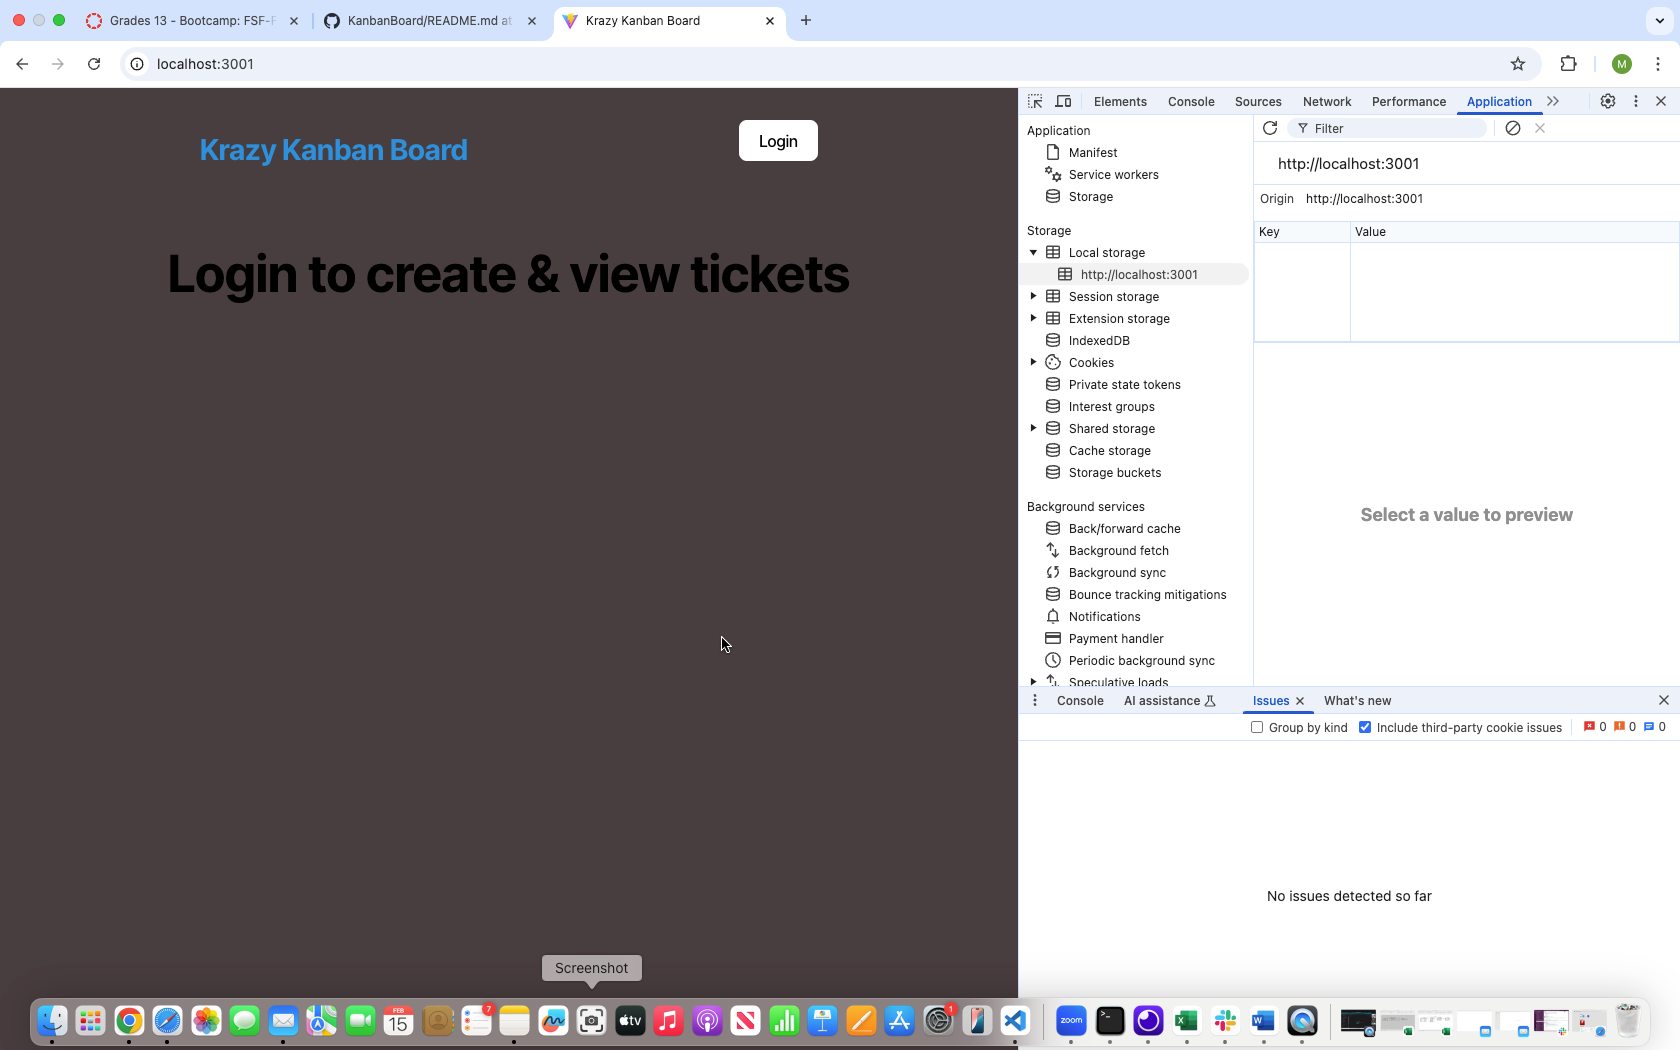 Grades 13 - Bootcamp: FSF-F
KanbanBoard/README.md at
Krazy Kanban Board
localhost:3001
M
Krazy Kanban Board
Login
Login to create & view tickets
Elements Console Sources Network Performance Application
Application
Manifest
Service workers
Storage
Storage
Local storage
http://localhost:3001
Session storage
Extension storage
IndexedDB
Cookies
Private state tokens
Interest groups
Shared storage
Cache storage
Storage buckets
Background services
Back/forward cache
Background fetch
Background sync
Bounce tracking mitigations
Notifications
Payment handler
Periodic background sync
Speculative loads
Filter
http://localhost:3001
Origin http://localhost:3001
Key Value
Select a value to preview
Console AI assistance Issues What's new
Group by kind Include third-party cookie issues 0 0 0
No issues detected so far
Screenshot
FEB
15
7
tv
1
zoom